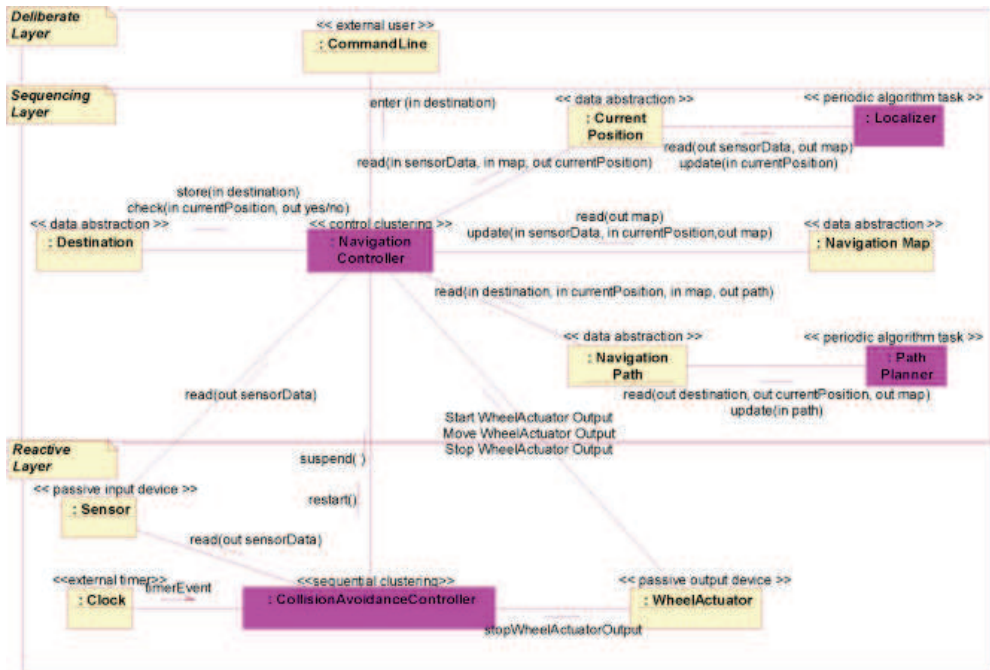 Deliberate
Layer
<< external user >>
: CommandLine
Sequencing
Layer
enter (in destination)
<< data abstraction >>
: Current
Position
<< periodic algorithm task >>
: Localizer
read(out sensorData, out map)
update(in currentPosition)
read(in sensorData, in map, out currentPosition)
store(in destination)
check(in currentPosition, out yes/no)
<< data abstraction >>
: Destination
<< control clustering >>
: Navigation
Controller
read(out map)
update(in sensorData, in currentPosition,out map)
<< data abstraction >>
: Navigation Map
read(in destination, in currentPosition, in map, out path)
<< data abstraction >>
: Navigation
Path
<< periodic algorithm task >>
: Path
Planner
read(out destination, out currentPosition, out map)
update(in path)
read(out sensorData)
Start WheelActuator Output
Move WheelActuator Output
Stop WheelActuator Output
Reactive
Layer
suspend( )
restart()
<< passive input device >>
: Sensor
read(out sensorData)
<<external timer>>
: Clock
timerEvent
<<sequential clustering>>
: CollisionAvoidanceController
<< passive output device >>
: WheelActuator
stopWheelActuatorOutput